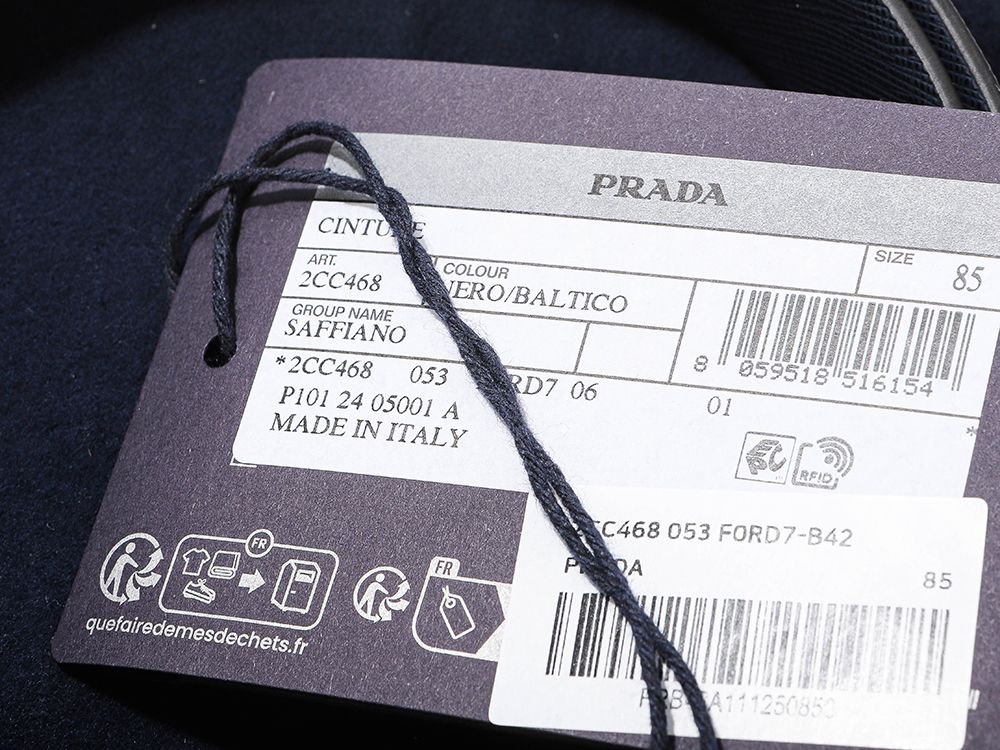 PRADA
SIZE
85
ART.
2CC468
COLOUR
NERO/BALTICO
GROUP NAME
SAFFIANO
8 059518 516154
*2CC468 053 06
01
P101 24 05001 A
MADE IN ITALY
*
RFID
053 F0RD7-B42
85
FR
FR
quefairedemesdechets.fr